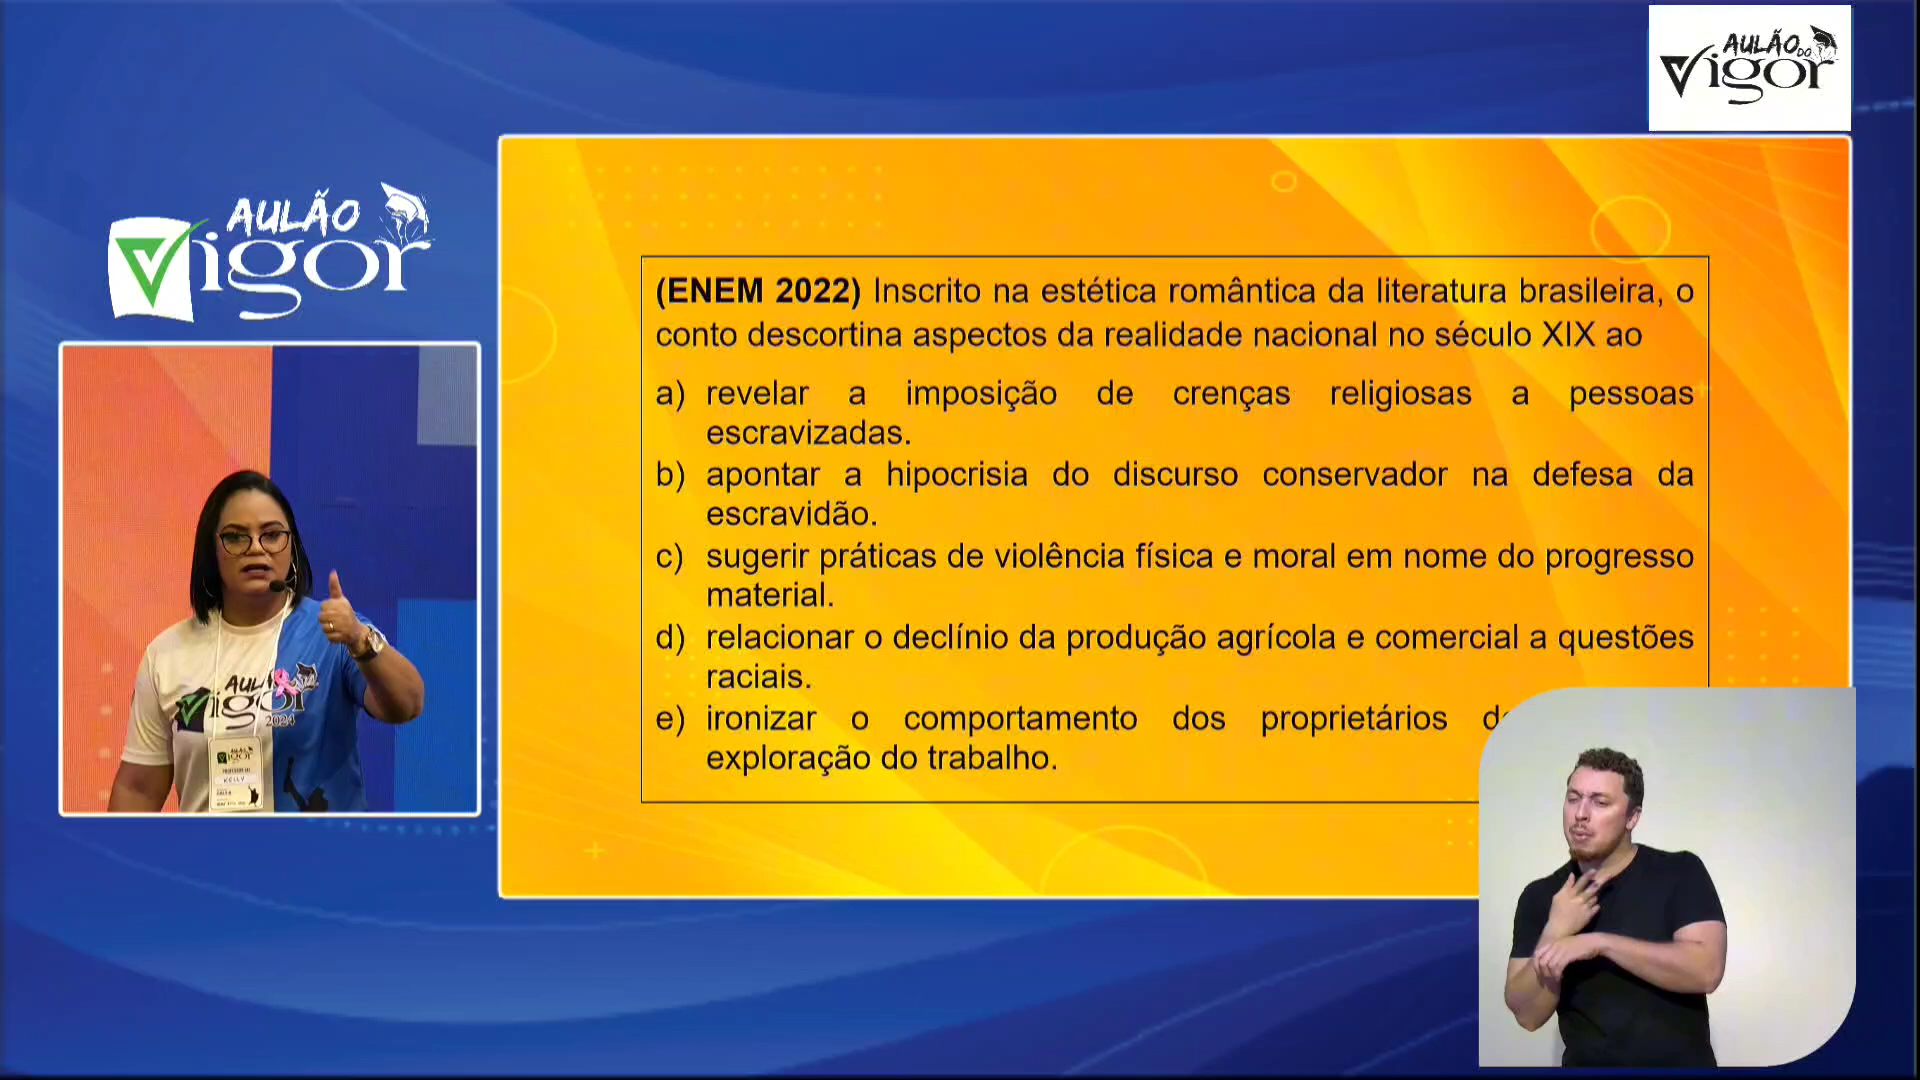 AULÃO DO
Vigor
AULÃO
Vigor
(ENEM 2022) Inscrito na estética romântica da literatura brasileira, o
conto descortina aspectos da realidade nacional no século XIX ao
a) revelar a imposição de crenças religiosas a pessoas
escravizadas.
b) apontar a hipocrisia do discurso conservador na defesa da
escravidão.
c) sugerir práticas de violência física e moral em nome do progresso
material.
d) relacionar o declínio da produção agrícola e comercial a questões
raciais.
e) ironizar o comportamento dos proprietários
exploração do trabalho.
Vigor
2024
KELLY